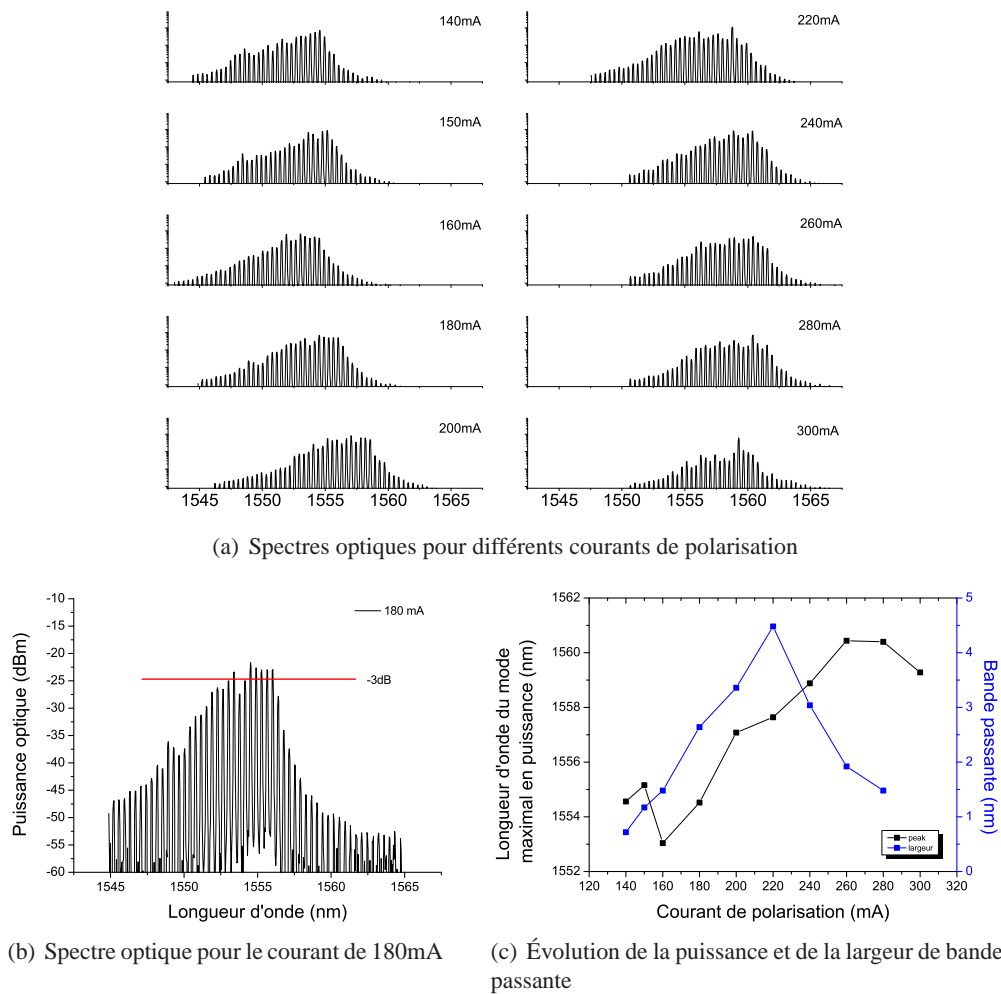 140mA
220mA
150mA
240mA
160mA
260mA
180mA
280mA
200mA
300mA
1545 1550 1555 1560 1565
1545 1550 1555 1560 1565
(a) Spectres optiques pour différents courants de polarisation
-10
-15
-20
-25
-30
-35
-40
-45
-50
-55
-60
Puissance optique (dBm)
180 mA
-3dB
1545 1550 1555 1560 1565
Longueur d'onde (nm)
(b) Spectre optique pour le courant de 180mA
1562
1560
1558
1556
1554
1552
Longueur d'onde du mode
maximal en puissance (nm)
5
4
3
2
1
0
Bande passante (nm)
peak
largeur
120 140 160 180 200 220 240 260 280 300 320
Courant de polarisation (mA)
(c) Évolution de la puissance et de la largeur de bande
passante